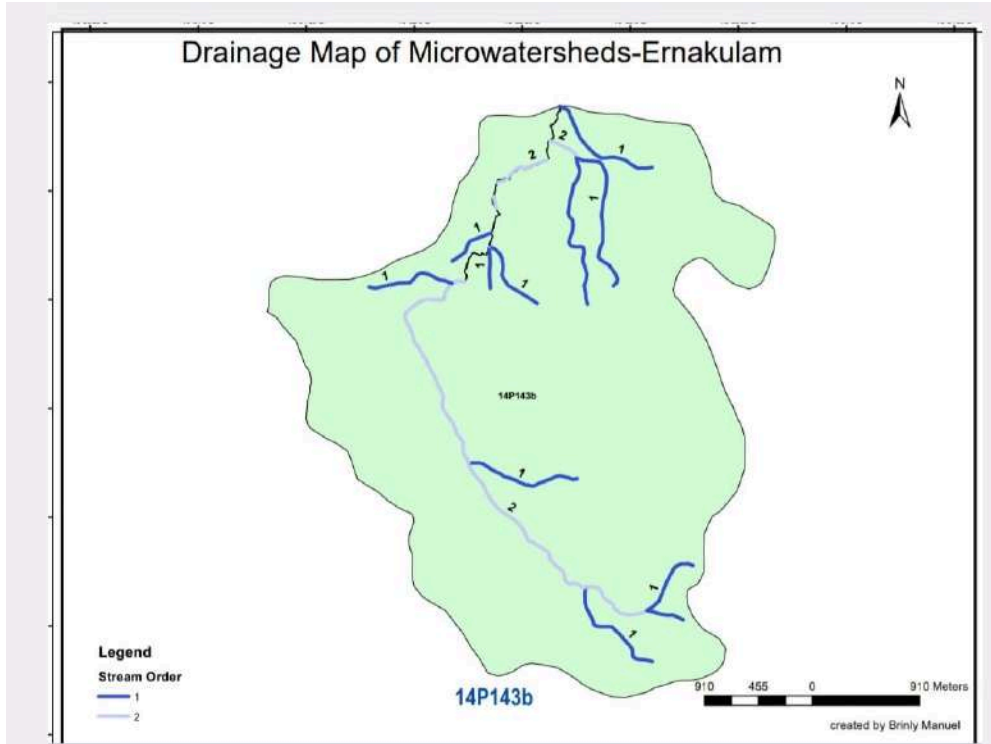 Drainage Map of Microwatersheds-Ernakulam
N
2
2
1
1
1
1
1
1
14P143b
1
2
1
1
Legend
Stream Order
1
2
14P143b
910 455 0 910 Meters
created by Brinly Manuel